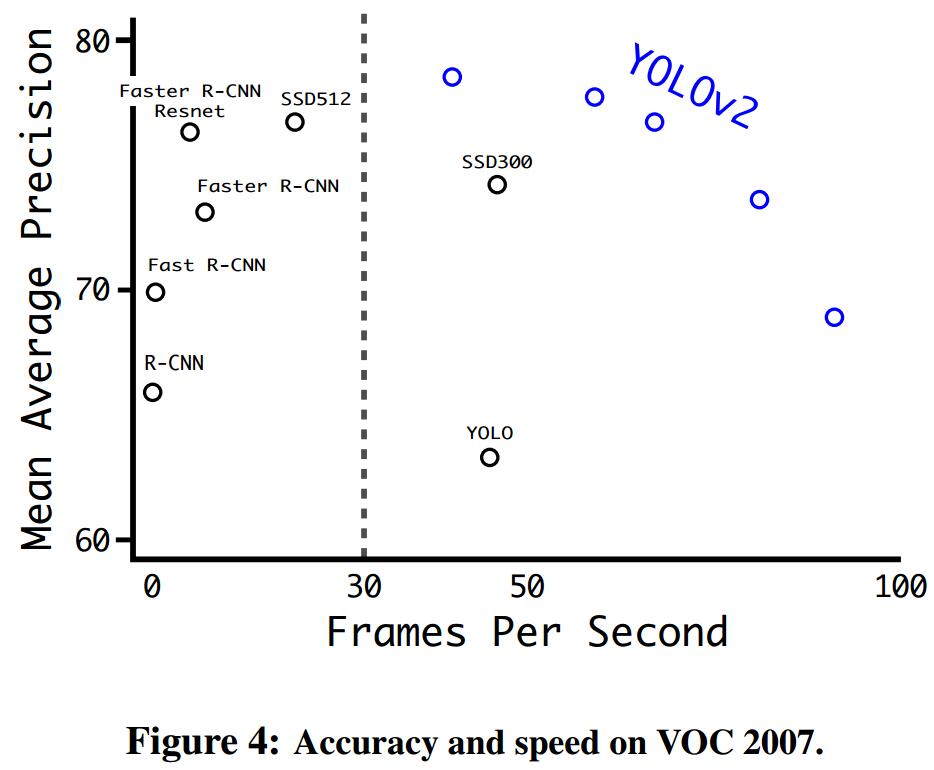 Mean Average Precision
80
70
60
Faster R-CNN
Resnet
SSD512
Faster R-CNN
Fast R-CNN
R-CNN
SSD300
YOLO
YOLOv2
0 30 50 100
Frames Per Second
Figure 4: Accuracy and speed on VOC 2007.